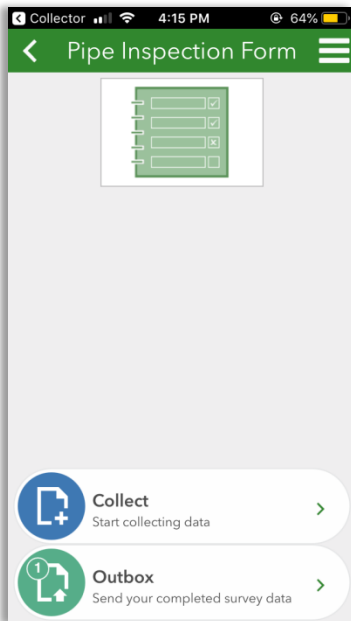 Collector 4:15 PM 64%
Pipe Inspection Form
Collect
Start collecting data
1
Outbox
Send your completed survey data